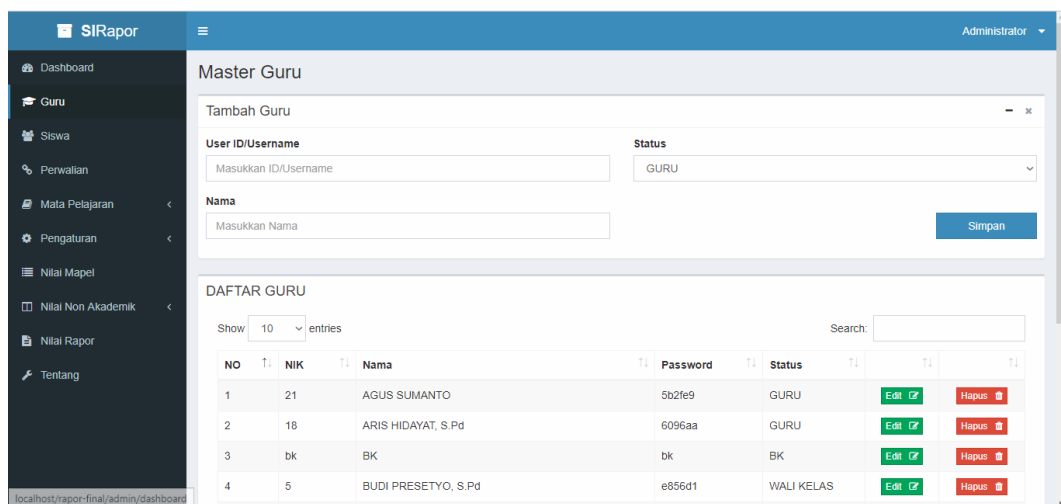 SIRapor
Administrator
Dashboard
Guru
Siswa
Perwalian
Mata Pelajaran
Pengaturan
Nilai Mapel
Nilai Non Akademik
Nilai Rapor
Tentang
Master Guru
Tambah Guru
User ID/Username
Masukkan ID/Username
Status
GURU
Nama
Masukkan Nama
Simpan
DAFTAR GURU
Show 10 entries Search:
NO NIK Nama Password Status
1 21 AGUS SUMANTO 5b2fe9 GURU Edit Hapus
2 18 ARIS HIDAYAT, S.Pd 6096aa GURU Edit Hapus
3 bk BK bk BK Edit Hapus
4 5 BUDI PRESETYO, S.Pd e856d1 WALI KELAS Edit Hapus
localhost/rapor-final/admin/dashboard